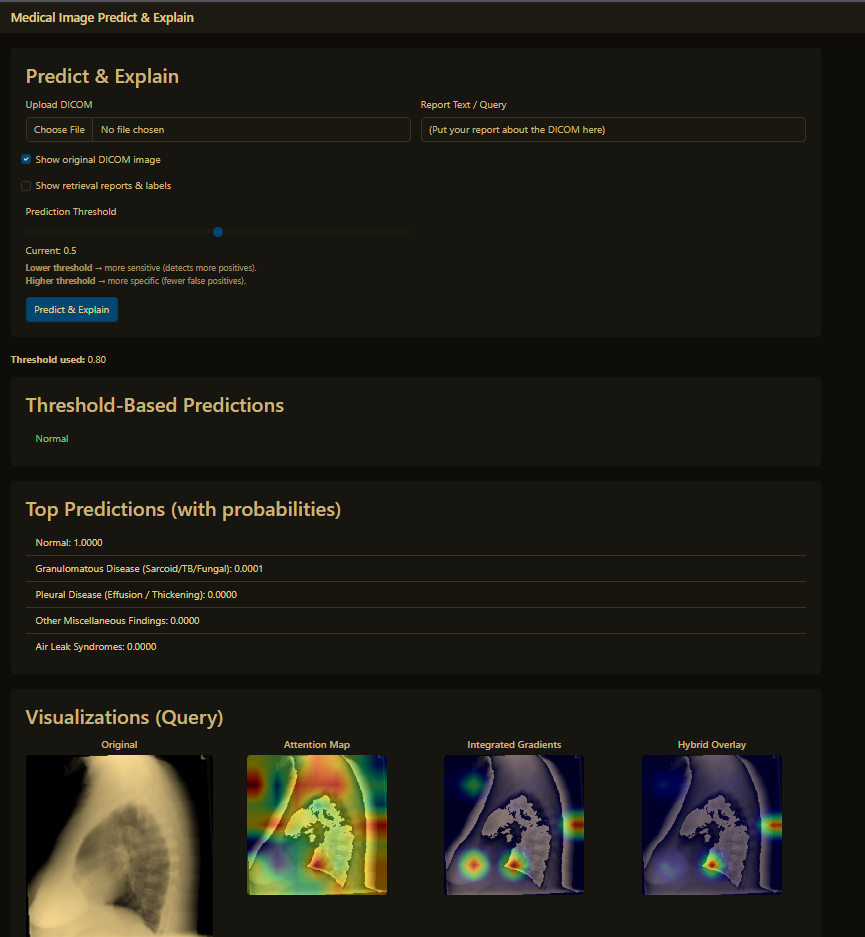 Medical Image Predict & Explain
Predict & Explain
Upload DICOM
Report Text / Query
Choose File No file chosen
(Put your report about the DICOM here)
Show original DICOM image
Show retrieval reports & labels
Prediction Threshold
Current: 0.5
Lower threshold → more sensitive (detects more positives).
Higher threshold → more specific (fewer false positives).
Predict & Explain
Threshold used: 0.80
Threshold-Based Predictions
Normal
Top Predictions (with probabilities)
Normal: 1.0000
Granulomatous Disease (Sarcoid/TB/Fungal): 0.0001
Pleural Disease (Effusion / Thickening): 0.0000
Other Miscellaneous Findings: 0.0000
Air Leak Syndromes: 0.0000
Visualizations (Query)
Original
Attention Map
Integrated Gradients
Hybrid Overlay